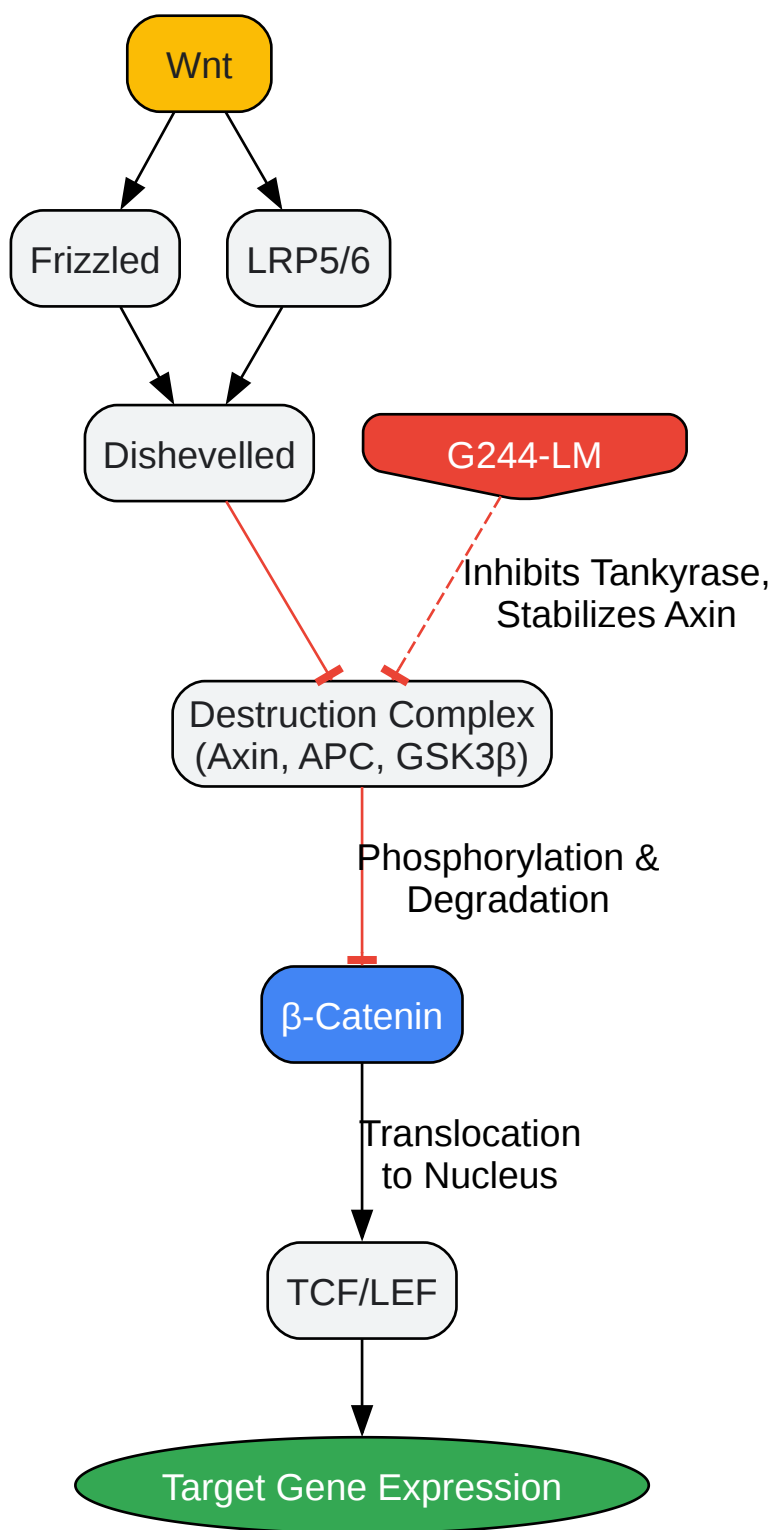 Wnt
Frizzled
LRP5/6
Dishevelled
G244-LM
Inhibits Tankyrase,
Stabilizes Axin
Destruction Complex
(Axin, APC, GSK3β)
Phosphorylation &
Degradation
β-Catenin
Translocation
to Nucleus
TCF/LEF
Target Gene Expression